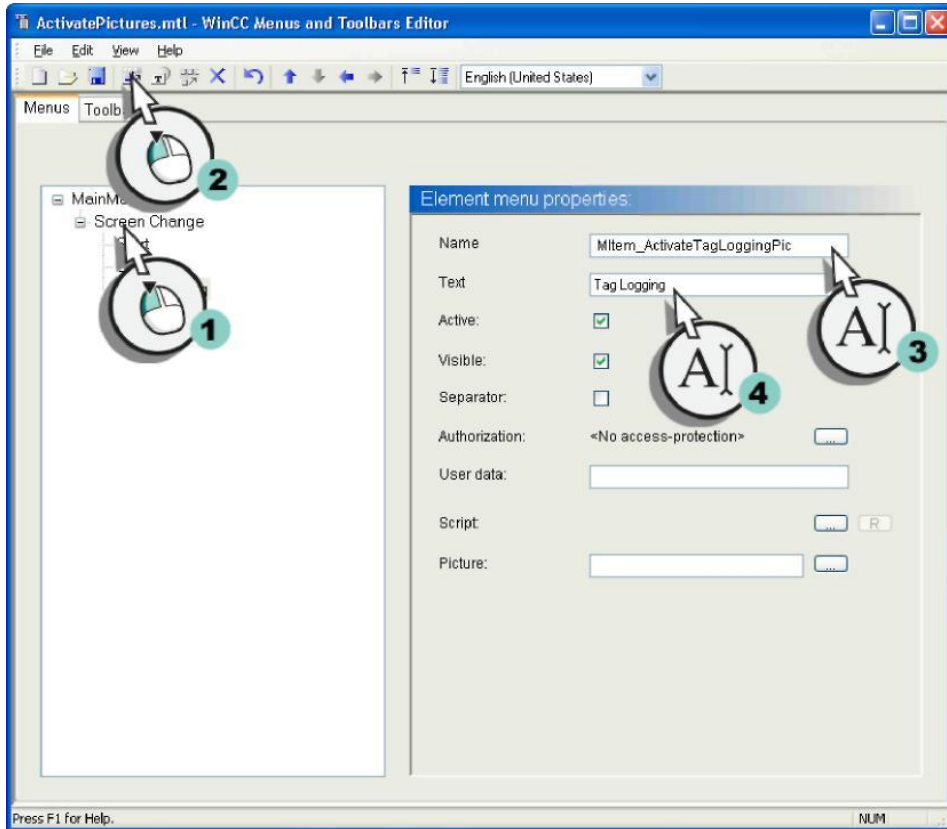 ActivatePictures.mtl - WinCC Menus and Toolbars Editor
File Edit View Help
English (United States)
Menus
2
Screen Change
1
Element menu properties:
Name MItem_ActivateTagLoggingPic
Text Tag Logging
Active:
Visible:
Separator:
Authorization: <No access-protection> ...
User data:
Script: ... R
Picture: ...
AI 3
AI 4
Press F1 for Help. NUM